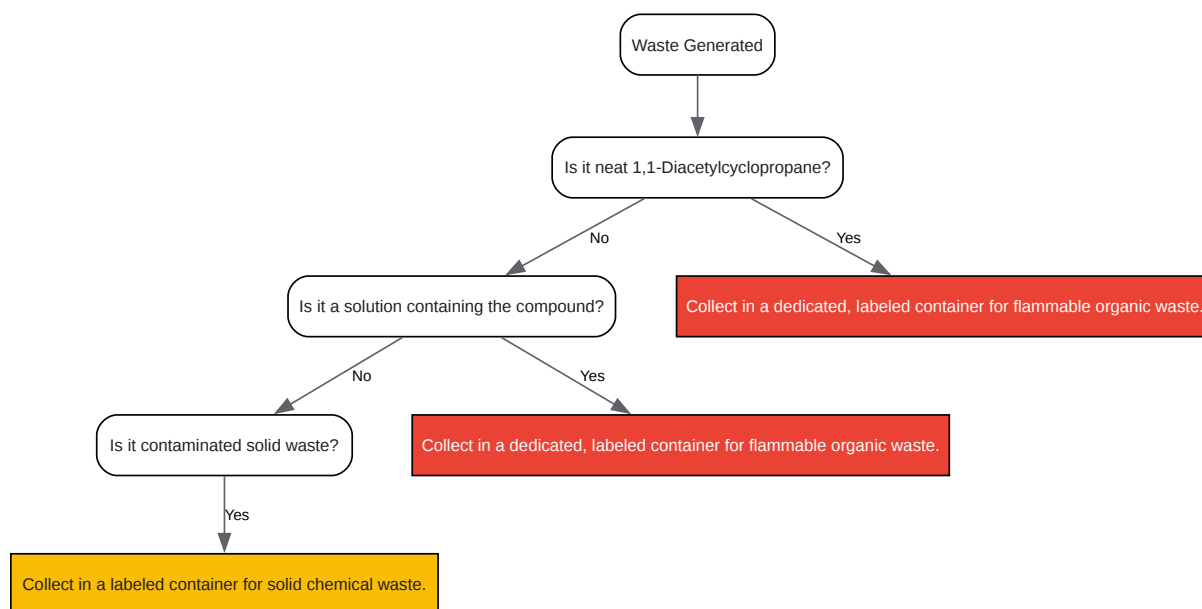 Waste Generated
Is it neat 1,1-Diacetylcyclopropane?
No
Yes
Is it a solution containing the compound?
Collect in a dedicated, labeled container for flammable organic waste.
No
Yes
Is it contaminated solid waste?
Collect in a dedicated, labeled container for flammable organic waste.
Yes
Collect in a labeled container for solid chemical waste.